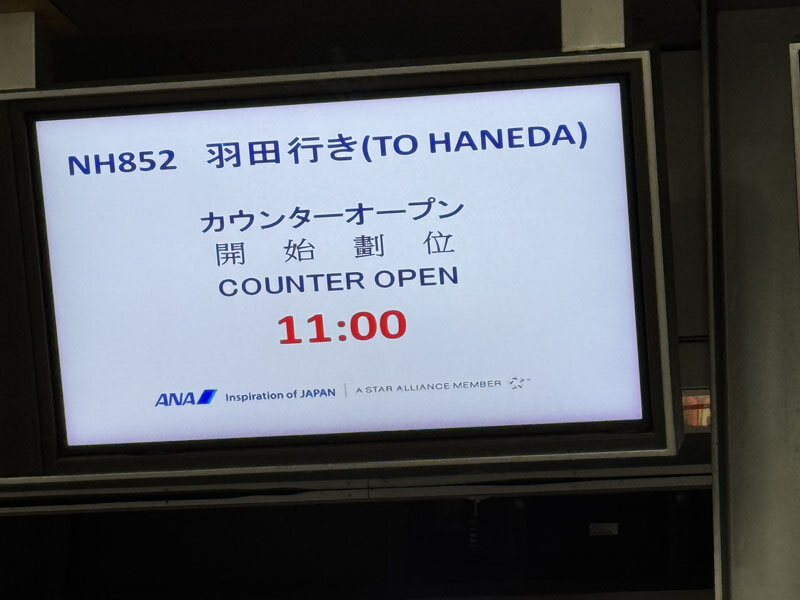 NH852 羽田行き(TO HANEDA)
カウンターオープン
開始劃位
COUNTER OPEN
11:00
ANA Inspiration of JAPAN | A STAR ALLIANCE MEMBER